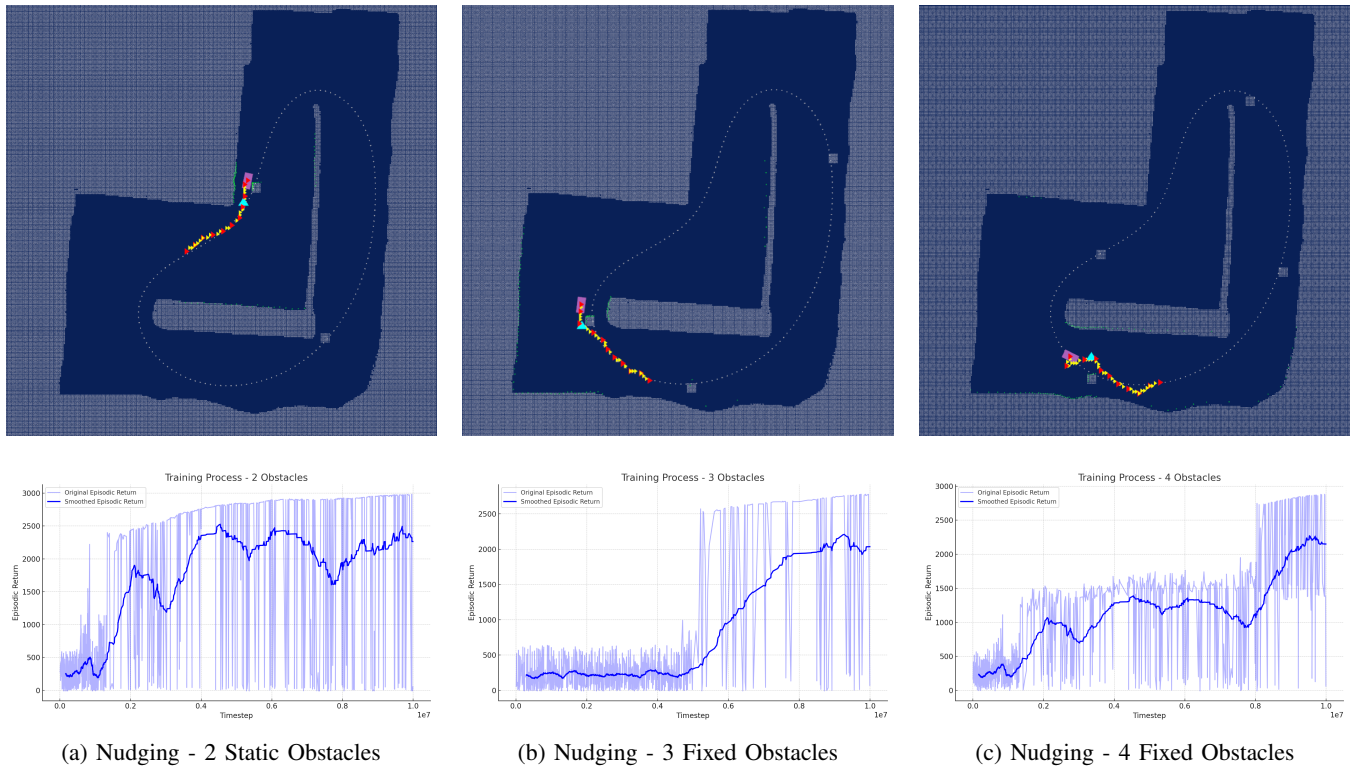 Training Process - 2 Obstacles
Original Episodic Return
Smoothed Episodic Return
3000
2500
2000
1500
1000
500
0
Episodic Return
0.0
0.2
0.4
0.6
0.8
1.0
1e7
Timestep
Training Process - 3 Obstacles
Original Episodic Return
Smoothed Episodic Return
2500
2000
1500
1000
500
0
Episodic Return
0.0
0.2
0.4
0.6
0.8
1.0
1e7
Timestep
Training Process - 4 Obstacles
Original Episodic Return
Smoothed Episodic Return
3000
2500
2000
1500
1000
500
0
Episodic Return
0.0
0.2
0.4
0.6
0.8
1.0
1e7
Timestep
(a) Nudging - 2 Static Obstacles
(b) Nudging - 3 Fixed Obstacles
(c) Nudging - 4 Fixed Obstacles